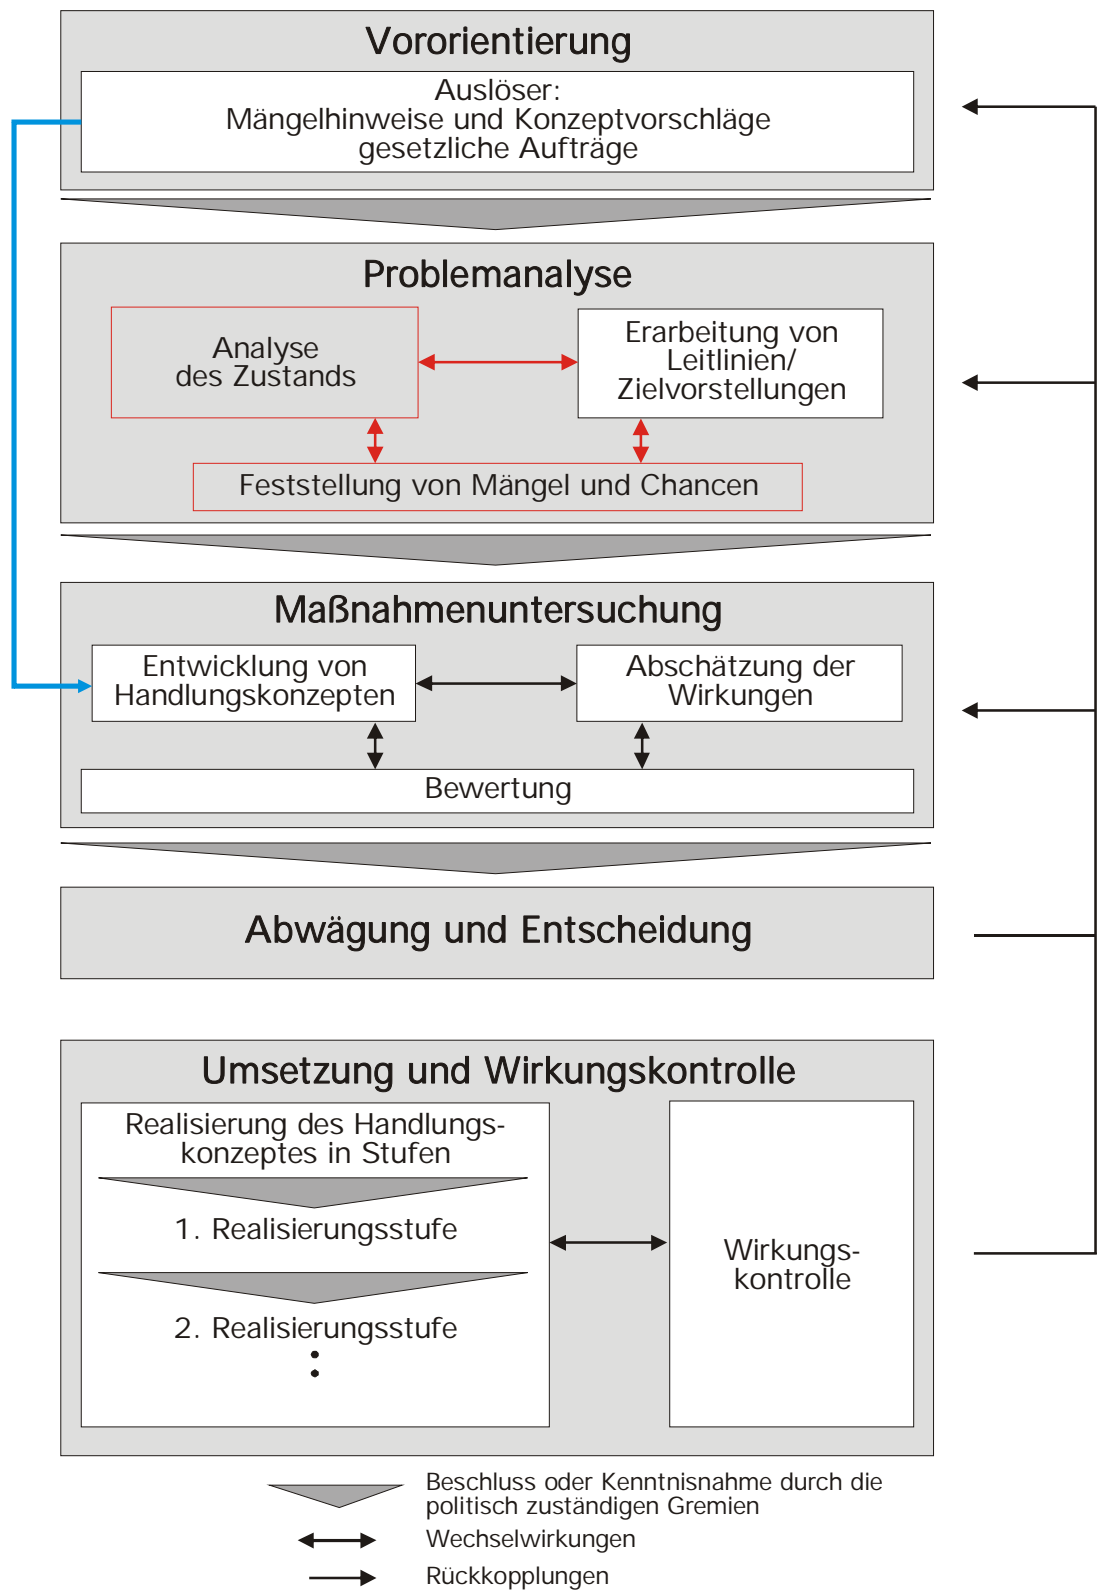 Vororientierung
Auslöser:
Mängelhinweise und Konzeptvorschläge
gesetzliche Aufträge
Problemanalyse
Analyse
des Zustands
Erarbeitung von
Leitlinien/
Zielvorstellungen
Feststellung von Mängel und Chancen
Maßnahmenuntersuchung
Entwicklung von
Handlungskonzepten
Abschätzung der
Wirkungen
Bewertung
Abwägung und Entscheidung
Umsetzung und Wirkungskontrolle
Realisierung des Handlungs-
konzeptes in Stufen
1. Realisierungsstufe
2. Realisierungsstufe
Wirkungs-
kontrolle
Beschluss oder Kenntnisnahme durch die
politisch zuständigen Gremien
Wechselwirkungen
Rückkopplungen